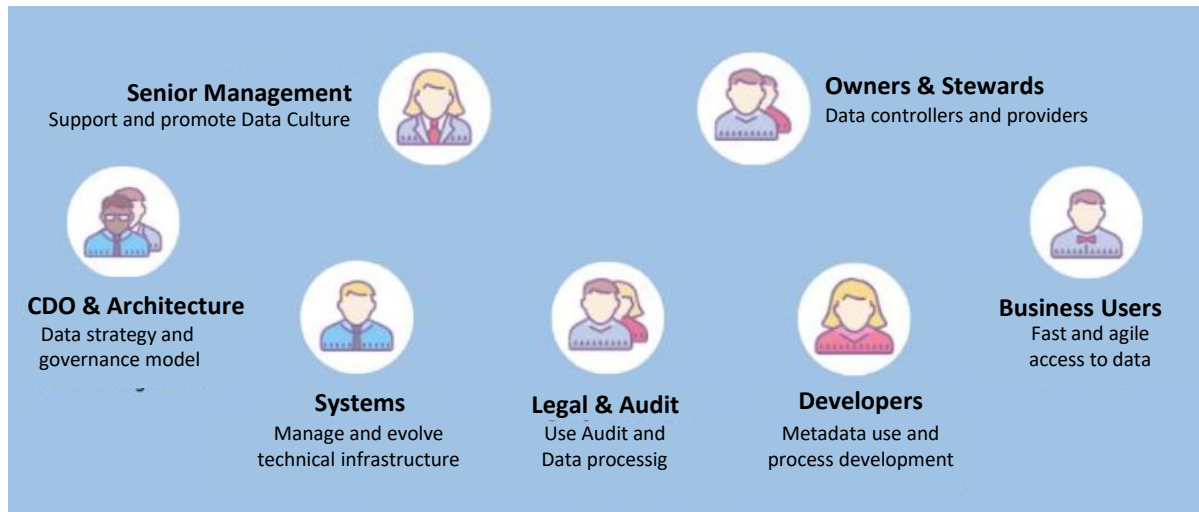 Senior Management
Support and promote Data Culture
Owners & Stewards
Data controllers and providers
CDO & Architecture
Data strategy and
governance model
Business Users
Fast and agile
access to data
Systems
Manage and evolve
technical infrastructure
Legal & Audit
Use Audit and
Data processig
Developers
Metadata use and
process development